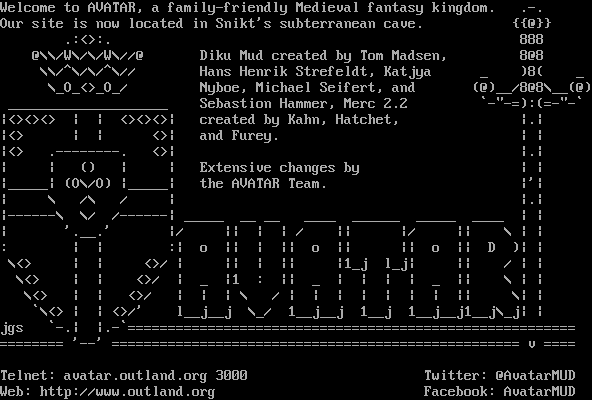 Welcome to AVATAR, a family-friendly Medieval fantasy kingdom.
Our site is now located in Snikt's subterranean cave.
Diku Mud created by Tom Madsen,
Hans Henrik Strefeldt, Katjya
Nyboe, Michael Seifert, and
Sebastion Hammer, Merc 2.2
created by Kahn, Hatchet,
and Furey.
Extensive changes by
the AVATAR Team.
AVATAR
jgs
Telnet: avatar.outland.org 3000
Twitter: @AvatarMUD
Web: http://www.outland.org
Facebook: AvatarMUD